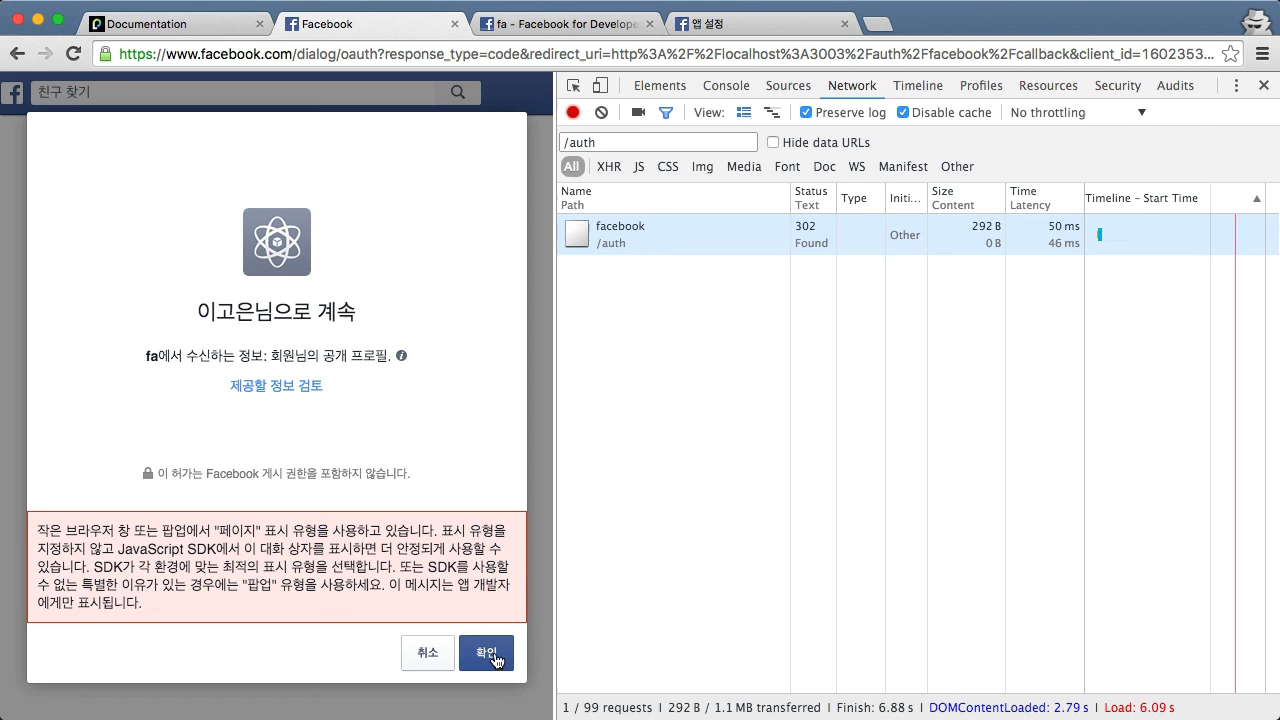 Documentation
Facebook
fa - Facebook for Develope
앱 설정
https://www.facebook.com/dialog/oauth?response_type=code&redirect_uri=http%3A%2F%2Flocalhost%3A3003%2Fauth%2Ffacebook%2Fcallback&client_id=1602353...
친구 찾기
이고은님으로 계속
fa에서 수신하는 정보: 회원님의 공개 프로필.
제공할 정보 검토
이 허가는 Facebook 게시 권한을 포함하지 않습니다.
작은 브라우저 창 또는 팝업에서 "페이지" 표시 유형을 사용하고 있습니다. 표시 유형을
지정하지 않고 JavaScript SDK에서 이 대화 상자를 표시하면 더 안정되게 사용할 수
있습니다. SDK가 각 환경에 맞는 최적의 표시 유형을 선택합니다. 또는 SDK를 사용할
수 없는 특별한 이유가 있는 경우에는 "팝업" 유형을 사용하세요. 이 메시지는 앱 개발자
에게만 표시됩니다.
취소
확인
Elements Console Sources Network Timeline Profiles Resources Security Audits
View: Preserve log Disable cache No throttling
/auth
Hide data URLs
All XHR JS CSS Img Media Font Doc WS Manifest Other
Name Status Type Initi... Size Time Timeline – Start Time
Path Text Content Latency
facebook 302 Other 292 B 50 ms
/auth Found 0 B 46 ms
1 / 99 requests | 292 B / 1.1 MB transferred | Finish: 6.88 s | DOMContentLoaded: 2.79 s | Load: 6.09 s